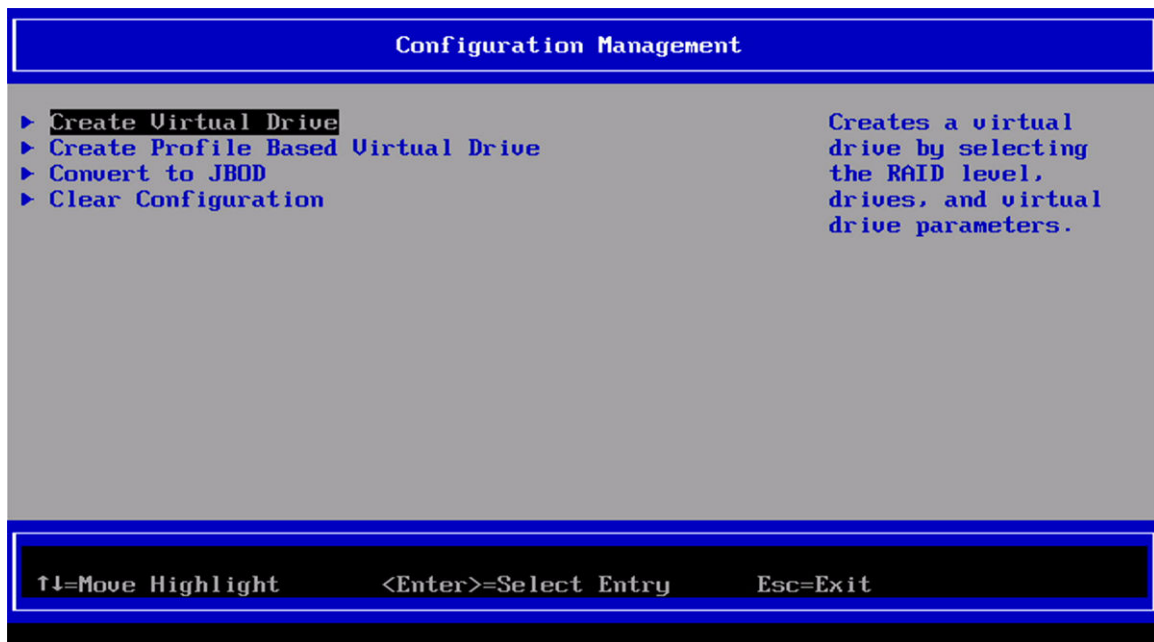 Configuration Management
▶ Create Virtual Drive
▶ Create Profile Based Virtual Drive
▶ Convert to JBOD
▶ Clear Configuration
Creates a virtual
drive by selecting
the RAID level,
drives, and virtual
drive parameters.
↑↓=Move Highlight <Enter>=Select Entry Esc=Exit